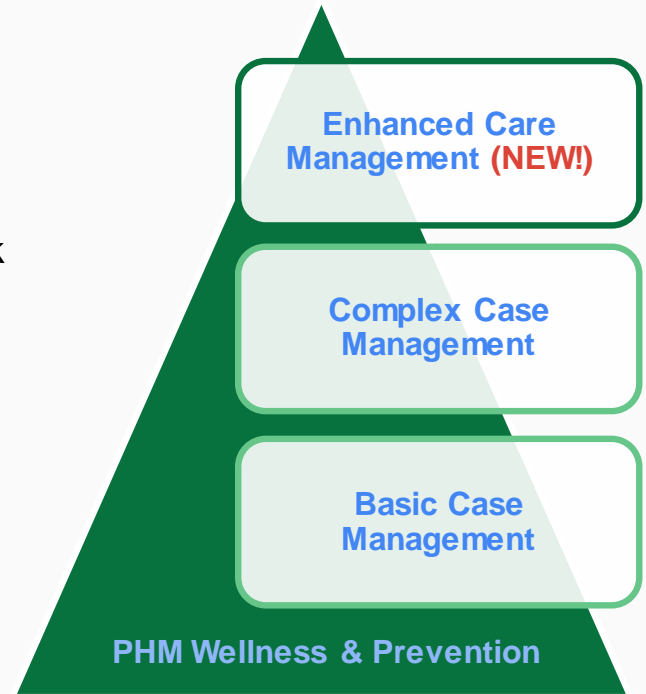 Enhanced Care
Management (NEW!)
k
Complex Case
Management
Basic Case
Management
PHM Wellness & Prevention